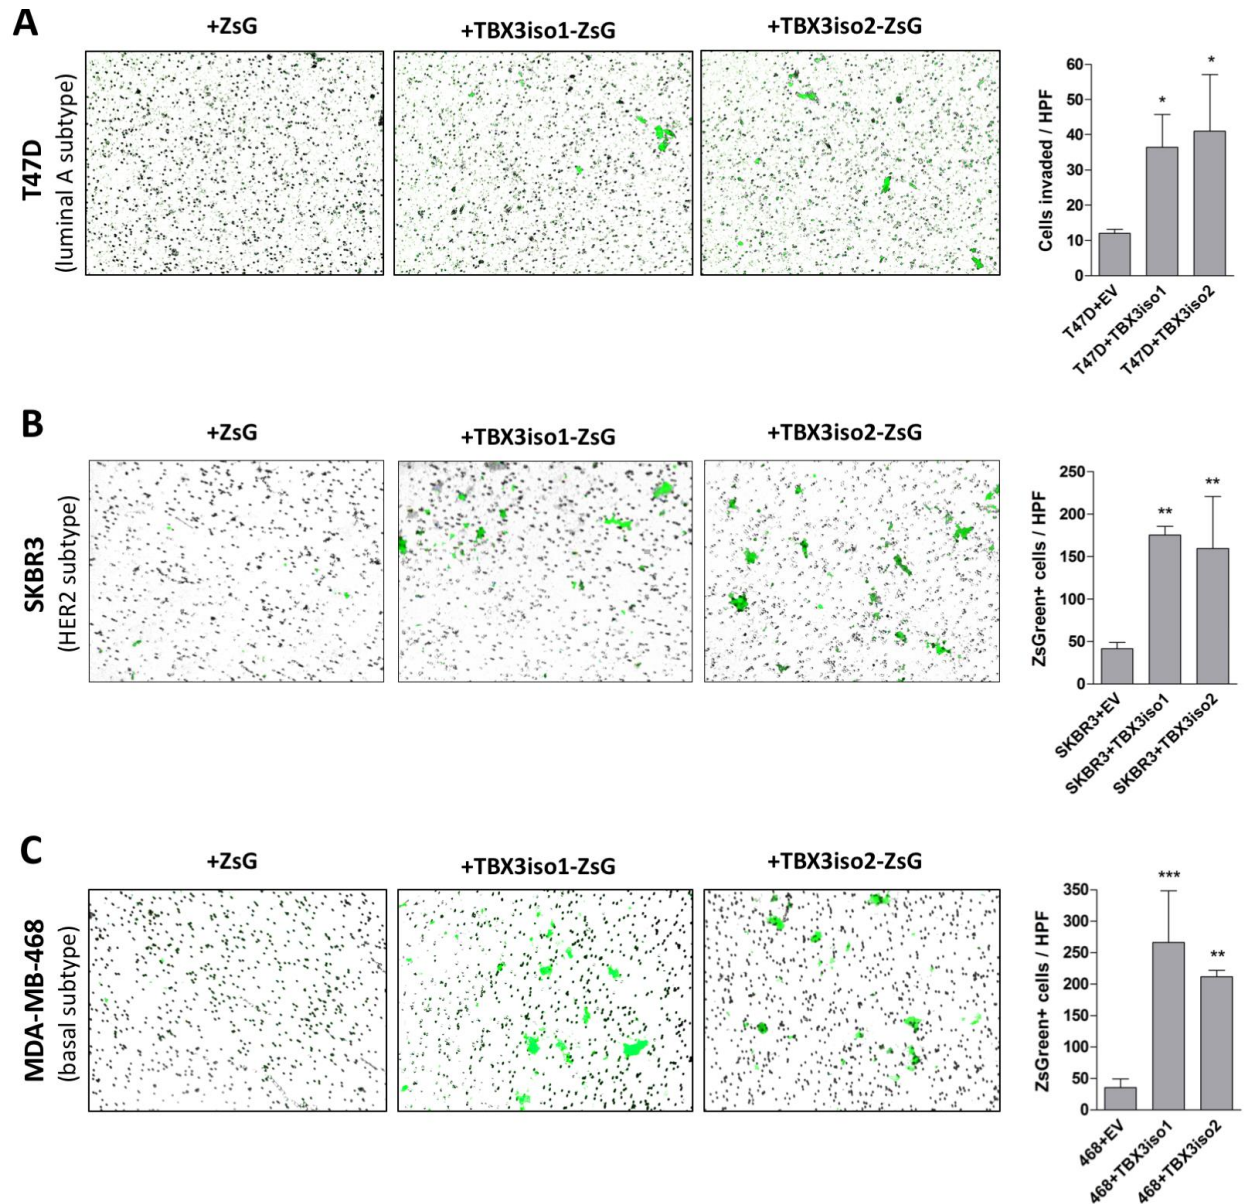 A
+ZsG
+TBX3iso1-ZsG
+TBX3iso2-ZsG
T47D
(luminal A subtype)
Cells invaded / HPF
60
50
40
30
20
10
0
*
*
T47D+EV
T47D+TBX3iso1
T47D+TBX3iso2
B
+ZsG
+TBX3iso1-ZsG
+TBX3iso2-ZsG
SKBR3
(HER2 subtype)
ZsGreen+ cells / HPF
250
200
150
100
50
0
**
**
SKBR3+EV
SKBR3+TBX3iso1
SKBR3+TBX3iso2
C
+ZsG
+TBX3iso1-ZsG
+TBX3iso2-ZsG
MDA-MB-468
(basal subtype)
ZsGreen+ cells / HPF
350
300
250
200
150
100
50
0
***
**
468+EV
468+TBX3iso1
468+TBX3iso2